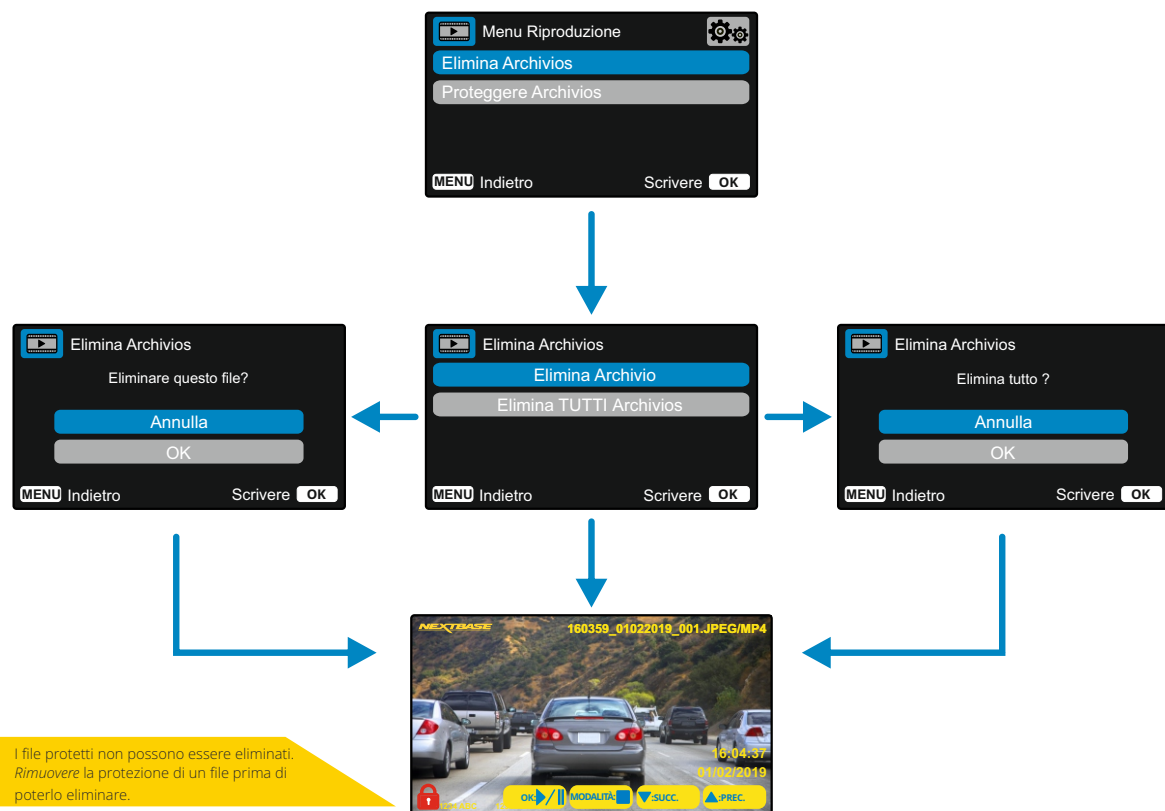 Menu Riproduzione
Elimina Archivios
Proteggere Archivios
MENU Indietro Scrivere OK
Elimina Archivios
Eliminare questo file?
Annulla
OK
MENU Indietro Scrivere OK
Elimina Archivios
Elimina Archivio
Elimina TUTTI Archivios
MENU Indietro Scrivere OK
Elimina Archivios
Elimina tutto ?
Annulla
OK
MENU Indietro Scrivere OK
NEXTBASE 160359_01022019_001.JPEG/MP4
16:04:37
01/02/2019
OK: MODALITÀ: :SUCC. :PREC.
I file protetti non possono essere eliminati.
Rimuovere la protezione di un file prima di
poterlo eliminare.